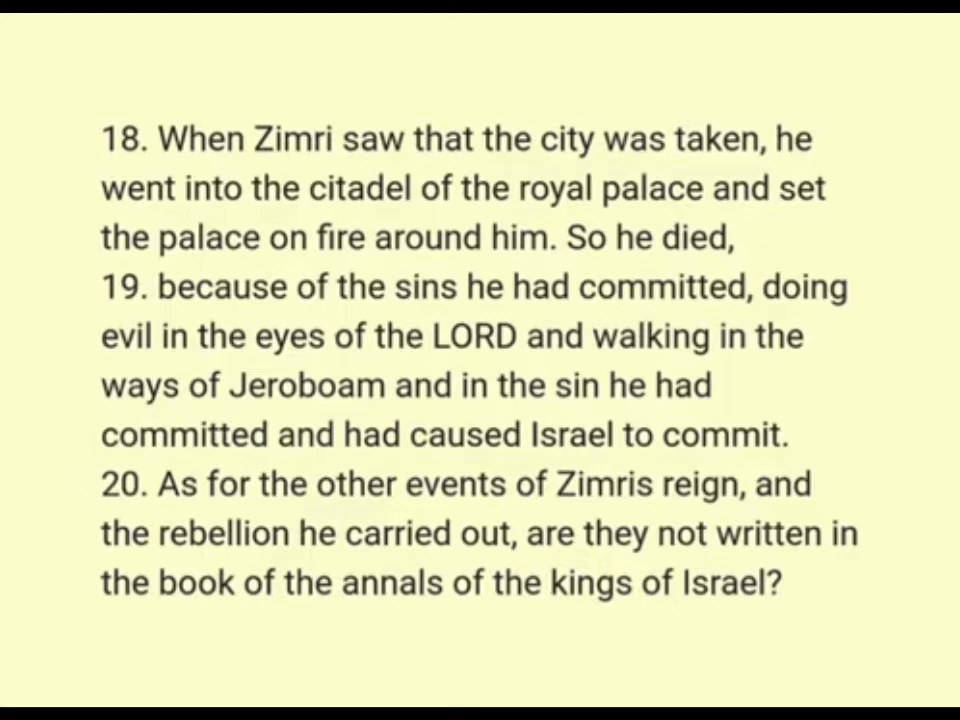 18. When Zimri saw that the city was taken, he
went into the citadel of the royal palace and set
the palace on fire around him. So he died,
19. because of the sins he had committed, doing
evil in the eyes of the LORD and walking in the
ways of Jeroboam and in the sin he had
committed and had caused Israel to commit.
20. As for the other events of Zimris reign, and
the rebellion he carried out, are they not written in
the book of the annals of the kings of Israel?